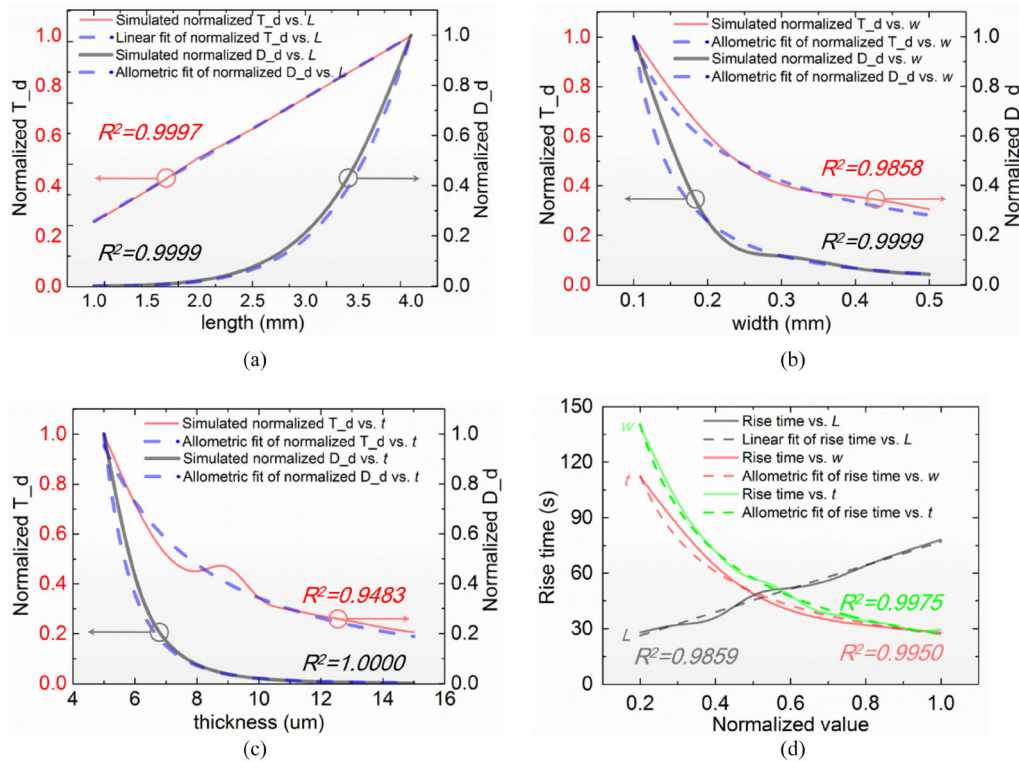 Simulated normalized T_d vs. L
Linear fit of normalized T_d vs. L
Simulated normalized D_d vs. L
Allometric fit of normalized D_d vs. L
1.0
0.8
0.6
0.4
0.2
0.0
Normalized T_d
R²=0.9997
R²=0.9999
1.0
0.8
0.6
0.4
0.2
0.0
Normalized D_d
1.0 1.5 2.0 2.5 3.0 3.5 4.0
length (mm)
(a)
Simulated normalized T_d vs. w
Allometric fit of normalized T_d vs. w
Simulated normalized D_d vs. w
Allometric fit of normalized D_d vs. w
1.0
0.8
0.6
0.4
0.2
0.0
Normalized T_d
R²=0.9858
R²=0.9999
1.0
0.8
0.6
0.4
0.2
0.0
Normalized D_d
0.1 0.2 0.3 0.4 0.5
width (mm)
(b)
Simulated normalized T_d vs. t
Allometric fit of normalized T_d vs. t
Simulated normalized D_d vs. t
Allometric fit of normalized D_d vs. t
1.0
0.8
0.6
0.4
0.2
0.0
Normalized T_d
R²=0.9483
R²=1.0000
1.0
0.8
0.6
0.4
0.2
0.0
Normalized D_d
4 6 8 10 12 14 16
thickness (um)
(c)
Rise time vs. L
Linear fit of rise time vs. L
Rise time vs. w
Allometric fit of rise time vs. w
Rise time vs. t
Allometric fit of rise time vs. t
150
120
90
60
30
0
Rise time (s)
w
t
L
R²=0.9975
R²=0.9859
R²=0.9950
0.2 0.4 0.6 0.8 1.0
Normalized value
(d)